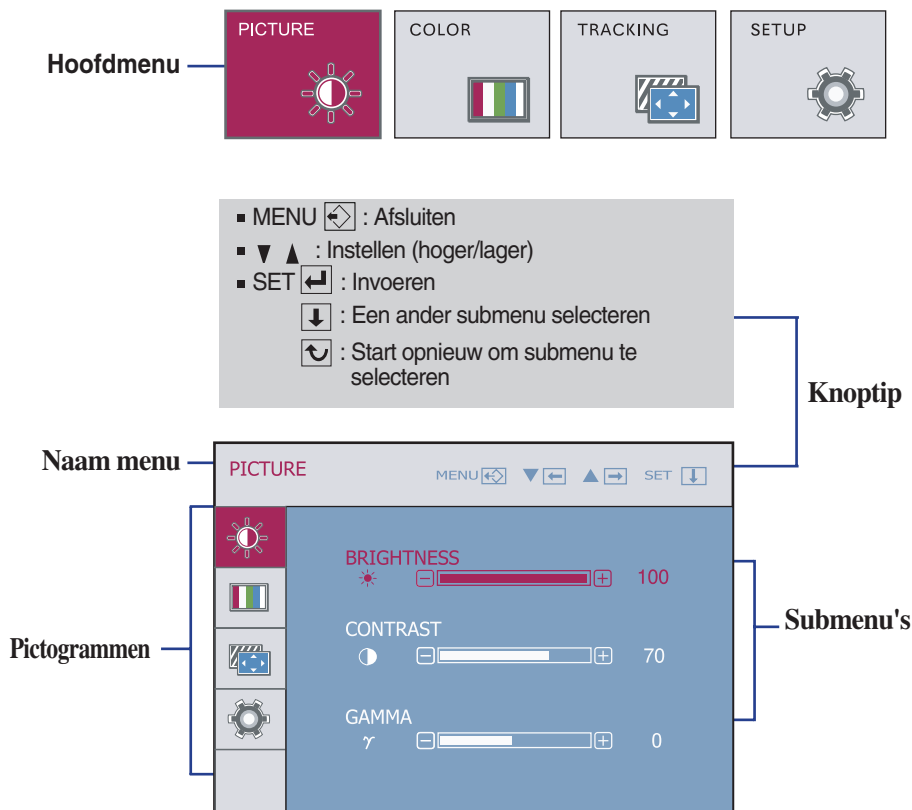 PICTURE COLOR TRACKING SETUP
Hoofdmenu
MENU : Afsluiten
▼ ▲ : Instellen (hoger/lager)
SET : Invoeren
: Een ander submenu selecteren
: Start opnieuw om submenu te
selecteren
Knoptip
Naam menu
PICTURE MENU ▼ ▲ SET
BRIGHTNESS
100
CONTRAST
70
Submenu's
Pictogrammen
GAMMA
γ 0